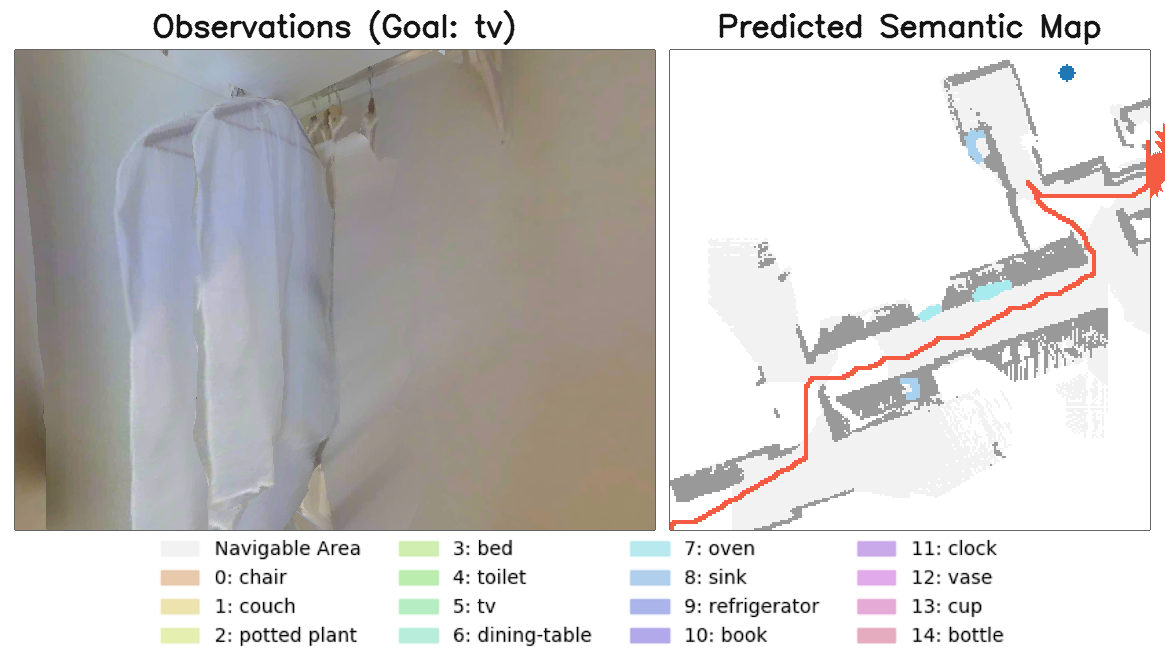 Observations (Goal: tv)
Predicted Semantic Map
Navigable Area
0: chair
1: couch
2: potted plant
3: bed
4: toilet
5: tv
6: dining-table
7: oven
8: sink
9: refrigerator
10: book
11: clock
12: vase
13: cup
14: bottle